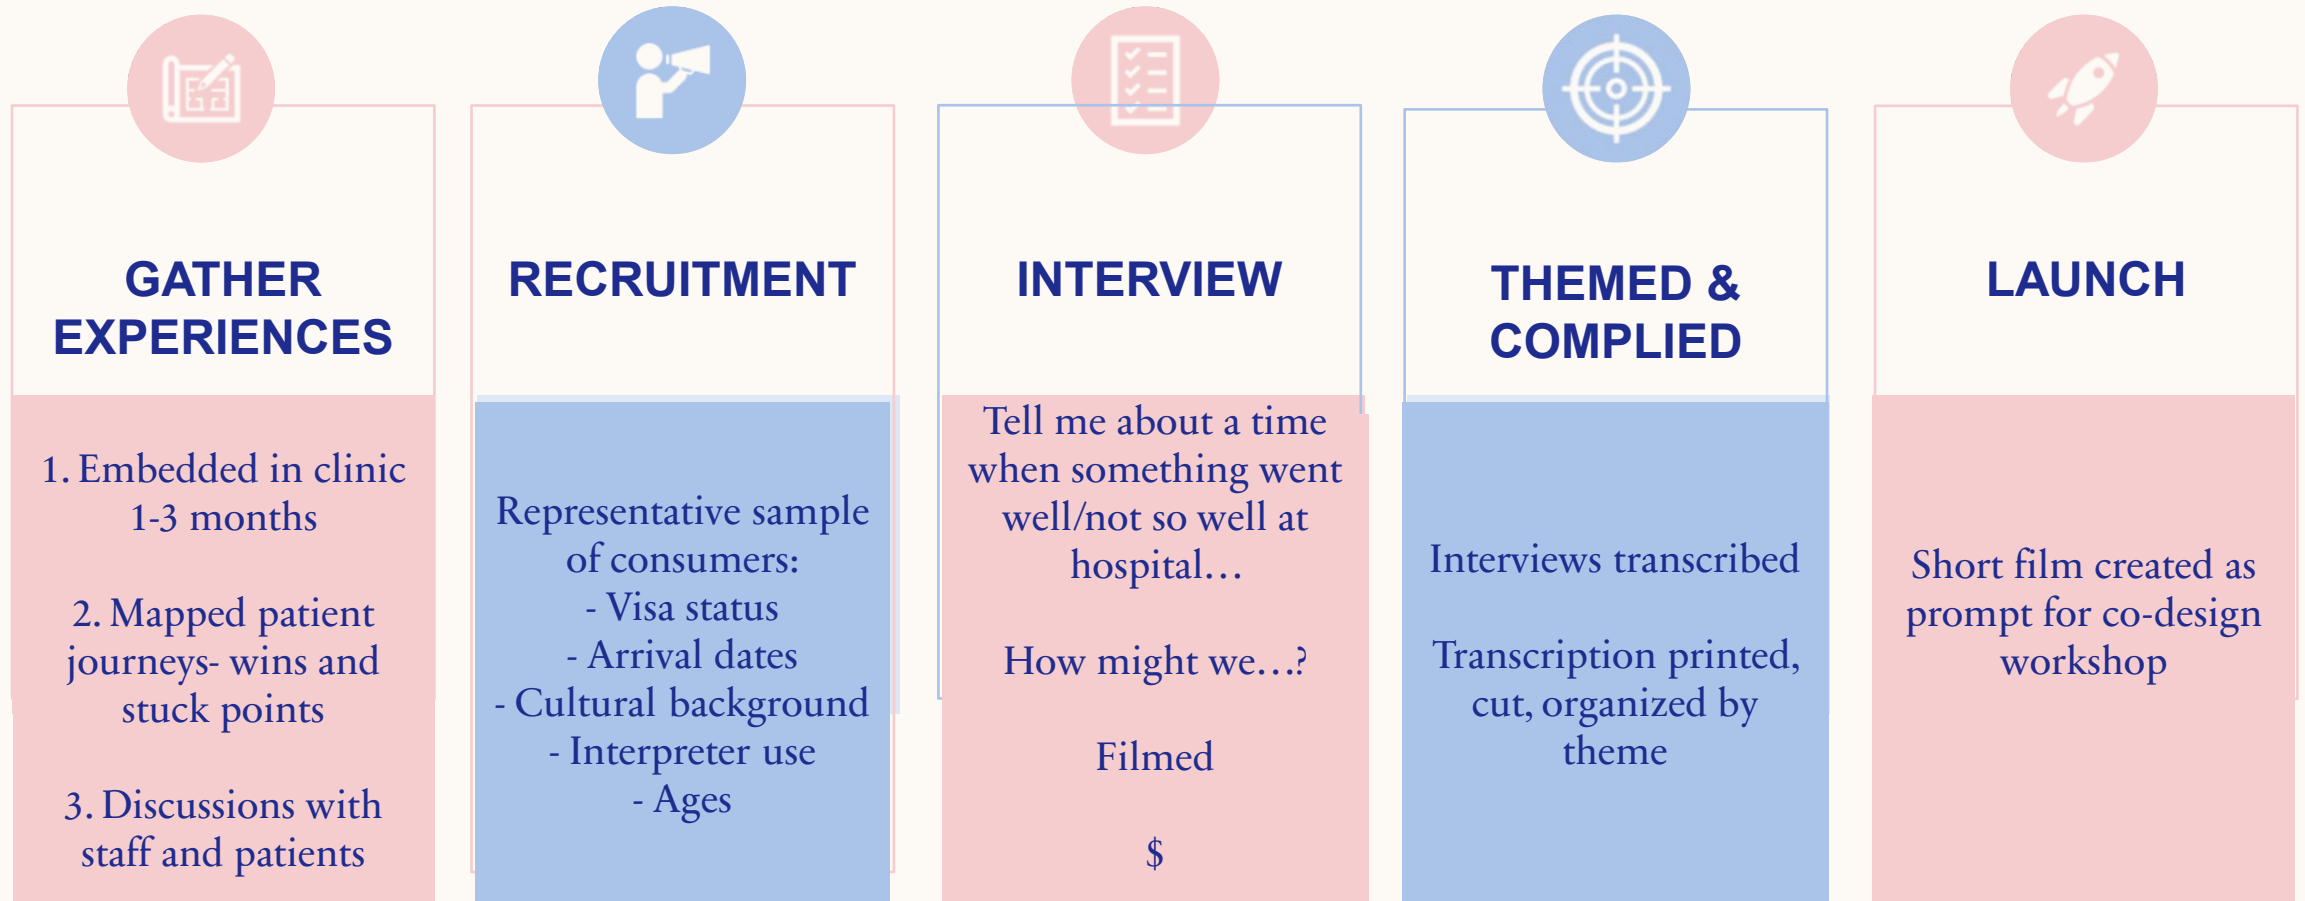 GATHER
EXPERIENCES
1. Embedded in clinic
1-3 months
2. Mapped patient
journeys- wins and
stuck points
3. Discussions with
staff and patients
RECRUITMENT
Representative sample
of consumers:
- Visa status
- Arrival dates
- Cultural background
- Interpreter use
- Ages
INTERVIEW
Tell me about a time
when something went
well/not so well at
hospital…
How might we…?
Filmed
$
THEMED &
COMPLIED
Interviews transcribed
Transcription printed,
cut, organized by
theme
LAUNCH
Short film created as
prompt for co-design
workshop